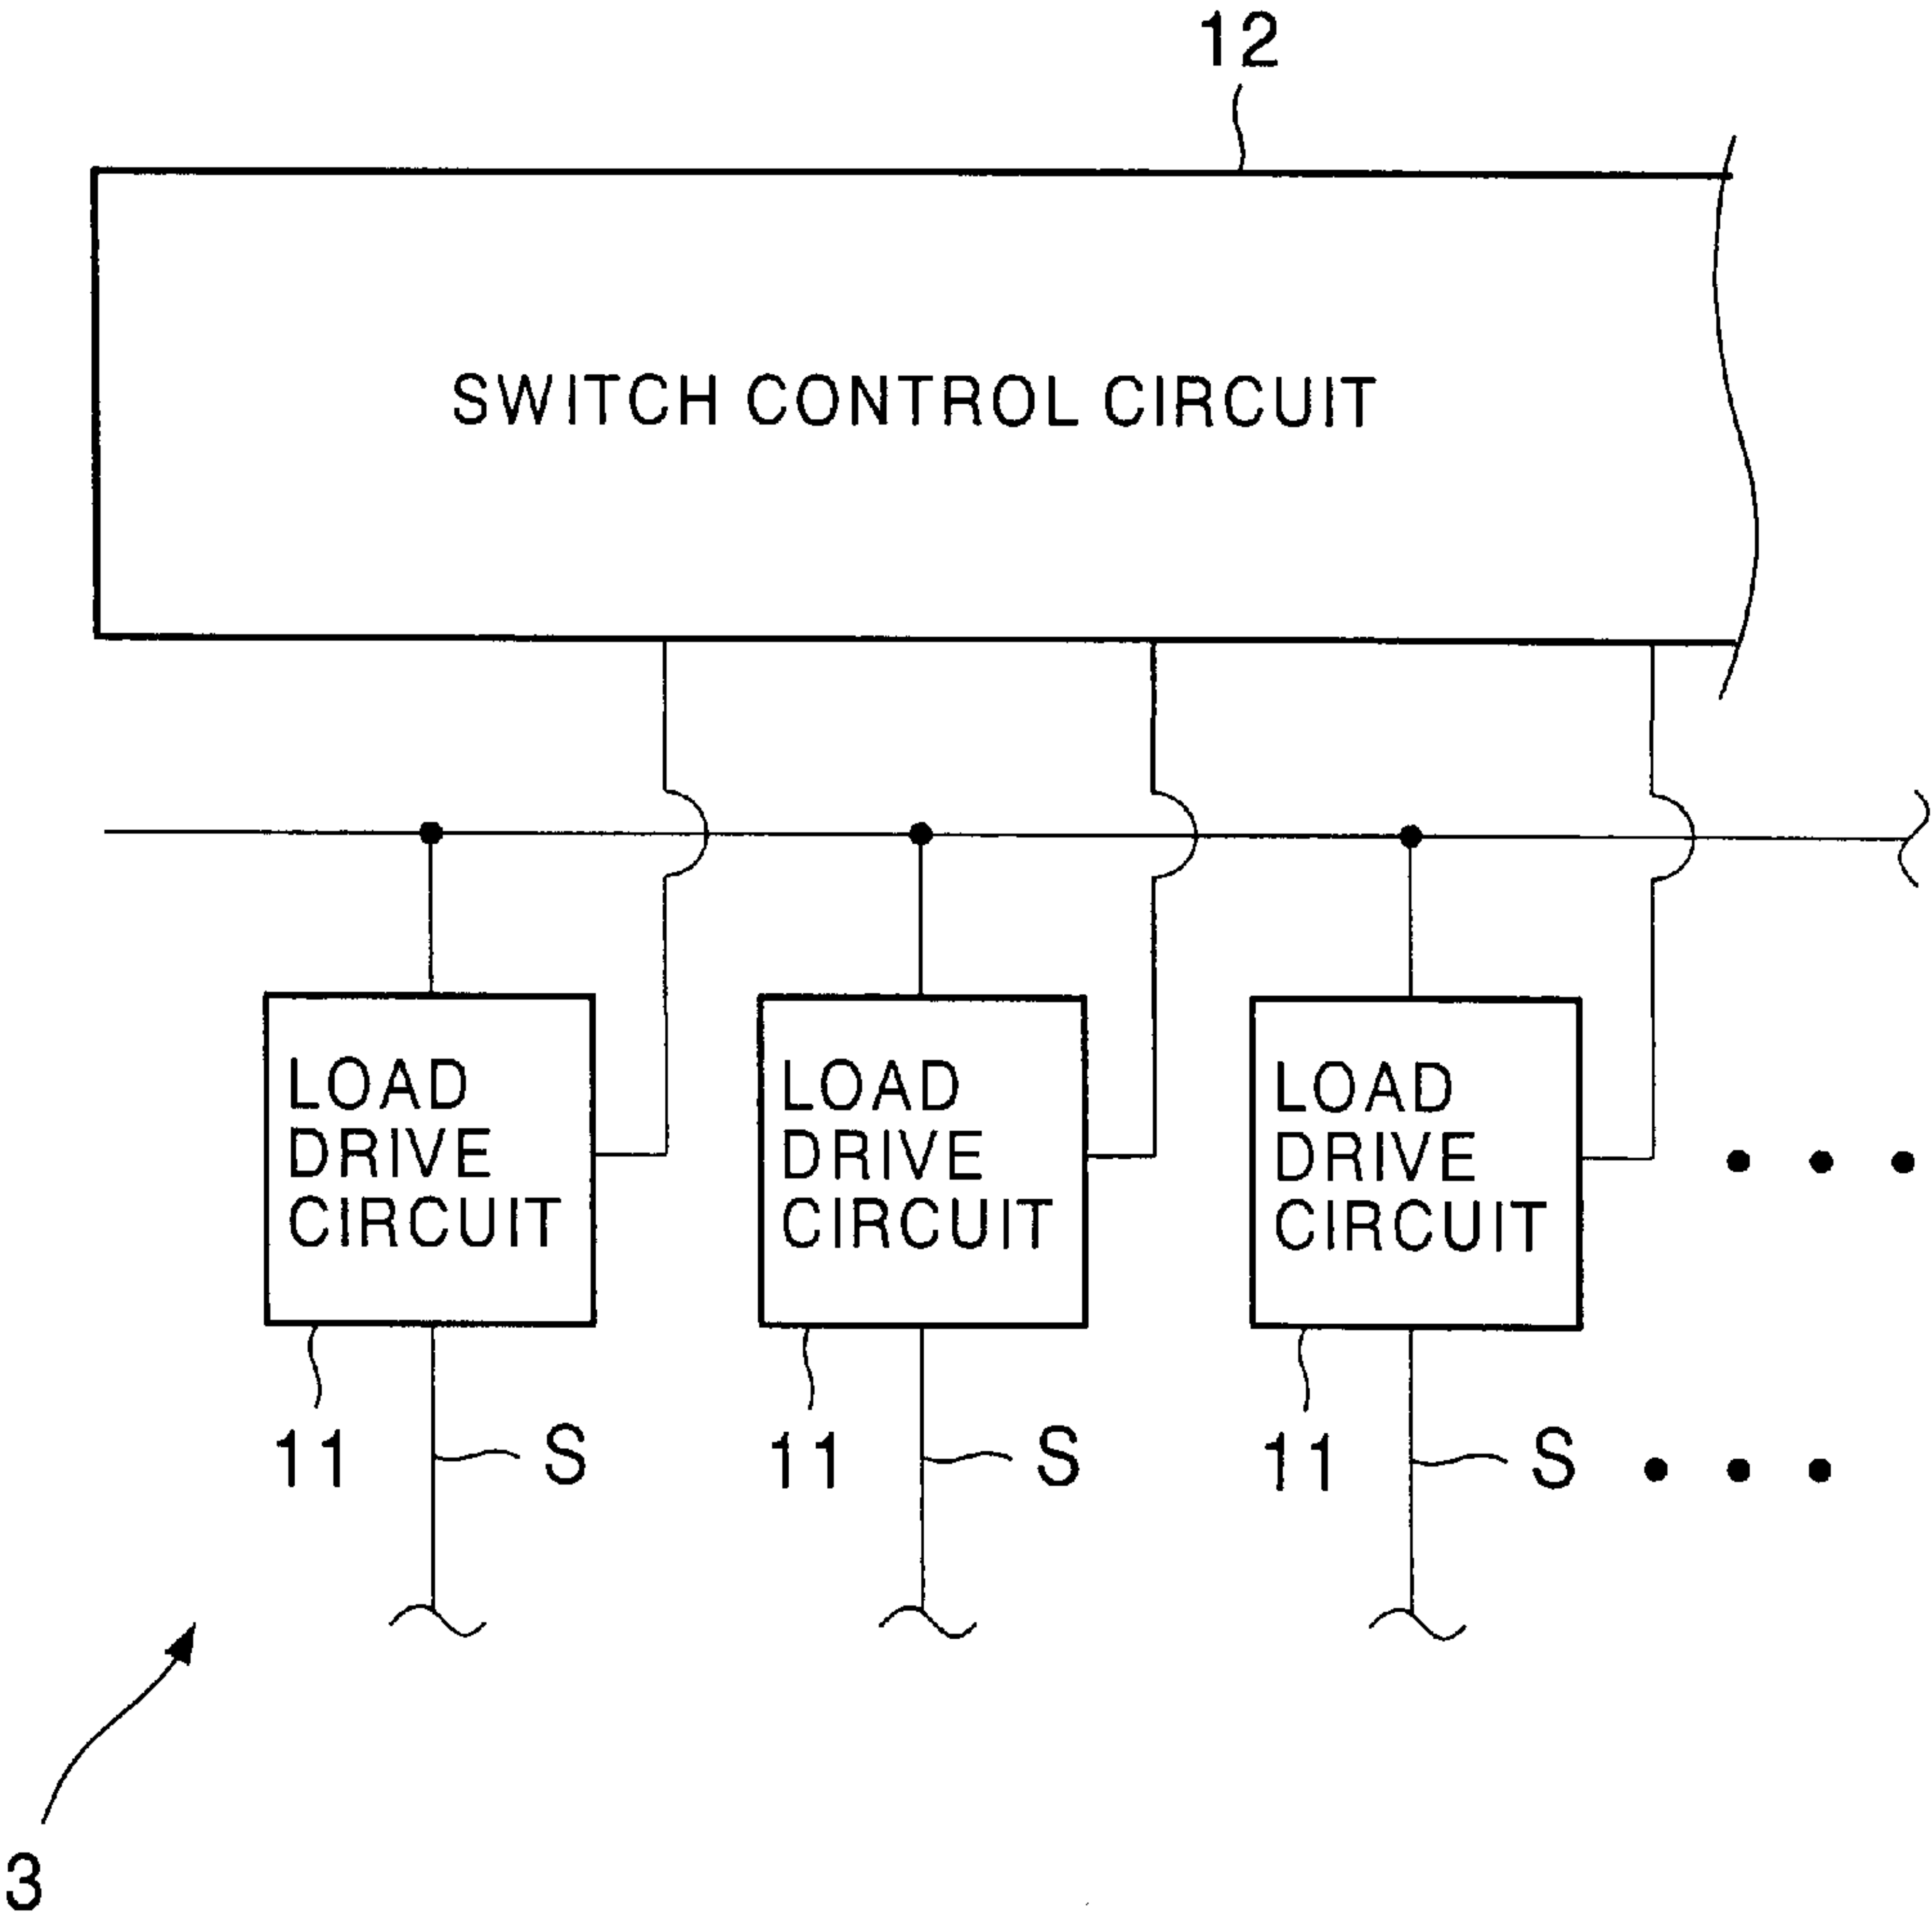 12
SWITCH CONTROL CIRCUIT
LOAD
DRIVE
CIRCUIT
LOAD
DRIVE
CIRCUIT
LOAD
DRIVE
CIRCUIT
11
S
11
S
11
S
3